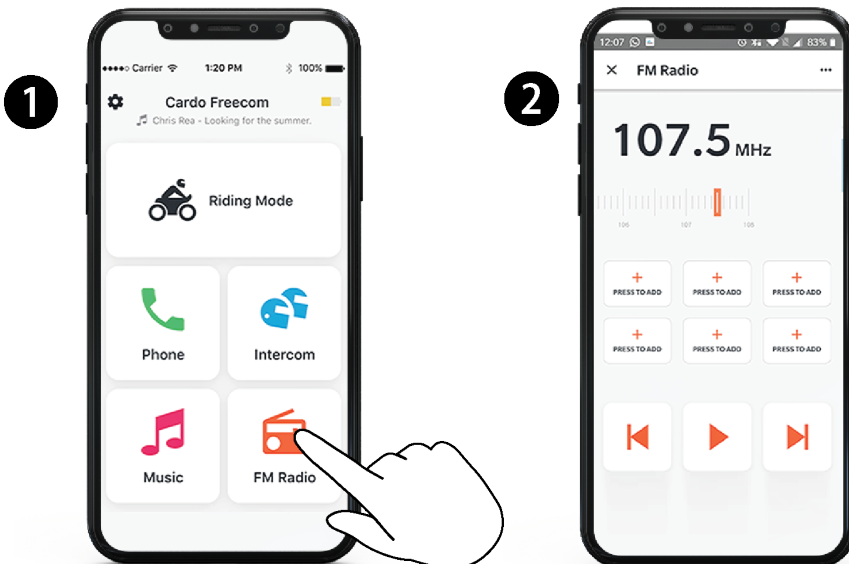 1
●●●●○ Carrier 1:20 PM 100%
Cardo Freecom
Chris Rea - Looking for the summer.
Riding Mode
Phone
Intercom
Music
FM Radio
2
12:07 83%
× FM Radio ...
107.5 MHz
106 107 108
+ + +
PRESS TO ADD PRESS TO ADD PRESS TO ADD
+ + +
PRESS TO ADD PRESS TO ADD PRESS TO ADD